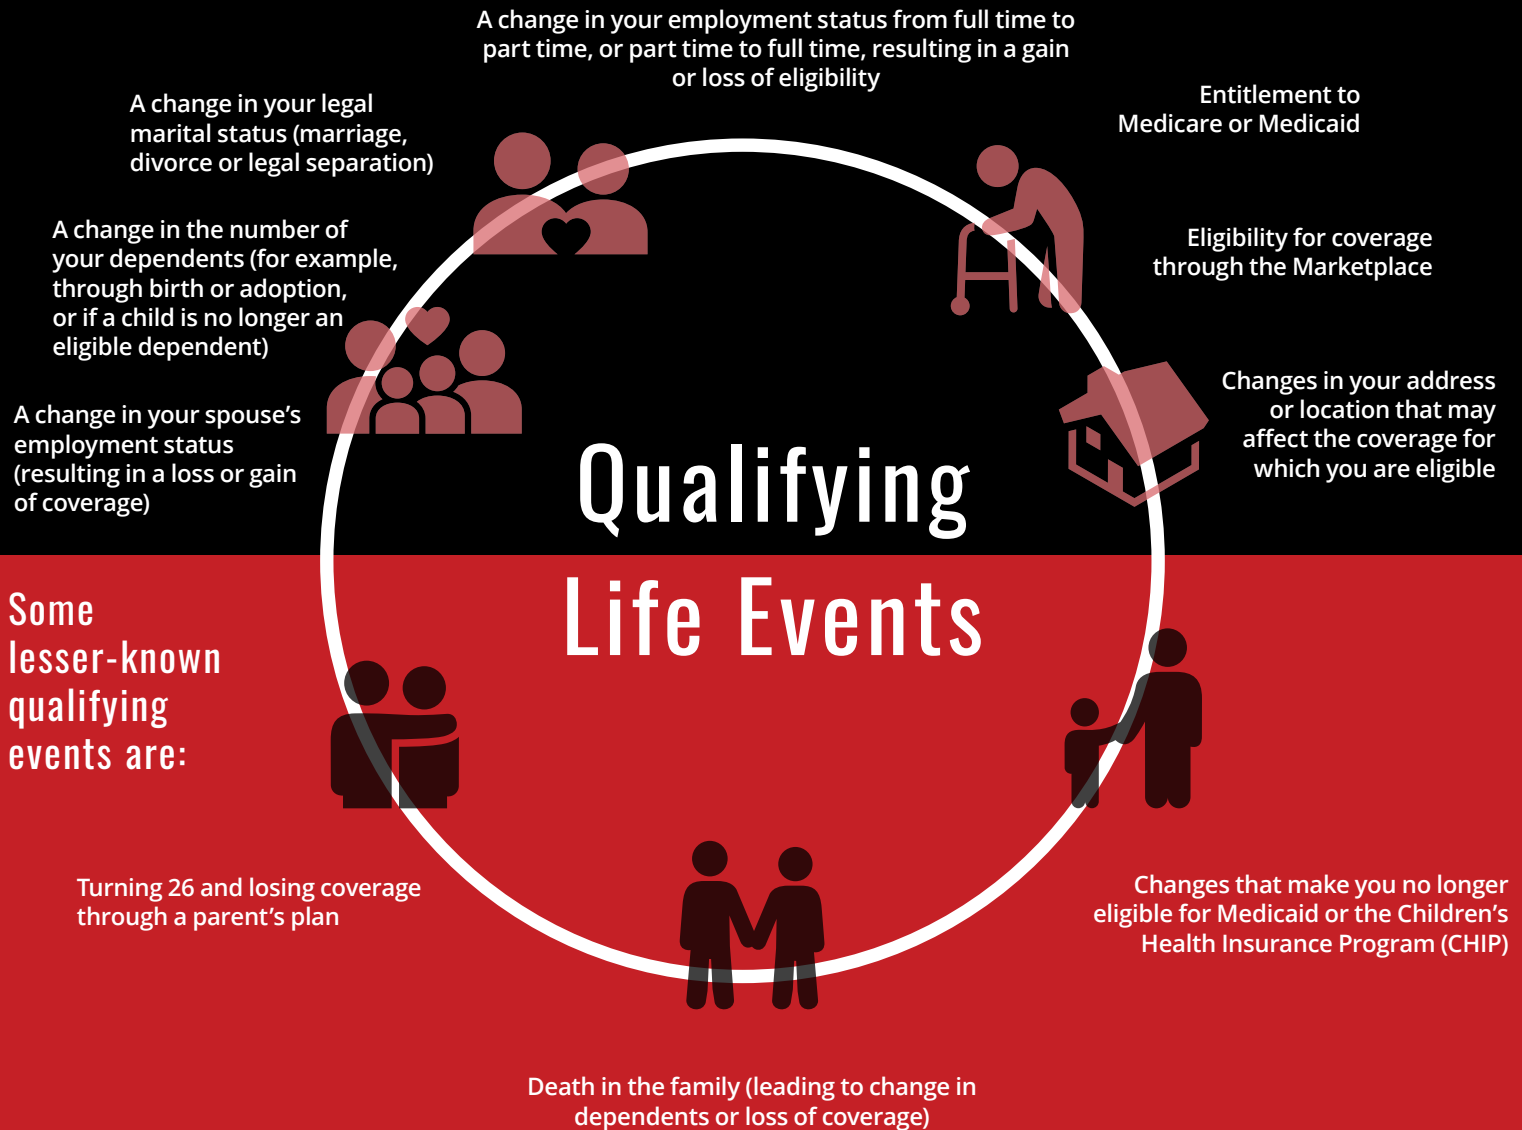 A change in your employment status from full time to
part time, or part time to full time, resulting in a gain
or loss of eligibility
A change in your legal
marital status (marriage,
divorce or legal separation)
A change in the number of
your dependents (for example,
through birth or adoption,
or if a child is no longer an
eligible dependent)
A change in your spouse’s
employment status
(resulting in a loss or gain
of coverage)
Entitlement to
Medicare or Medicaid
Eligibility for coverage
through the Marketplace
Changes in your address
or location that may
affect the coverage for
which you are eligible
Qualifying
Life Events
Some
lesser-known
qualifying
events are:
Turning 26 and losing coverage
through a parent’s plan
Death in the family (leading to change in
dependents or loss of coverage)
Changes that make you no longer
eligible for Medicaid or the Children’s
Health Insurance Program (CHIP)